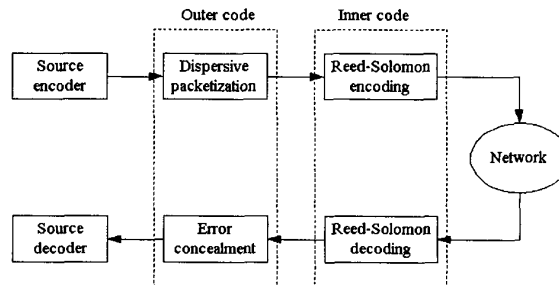 Outer code
Inner code
Source
encoder
Dispersive
packetization
Reed-Solomon
encoding
Network
Source
decoder
Error
concealment
Reed-Solomon
decoding